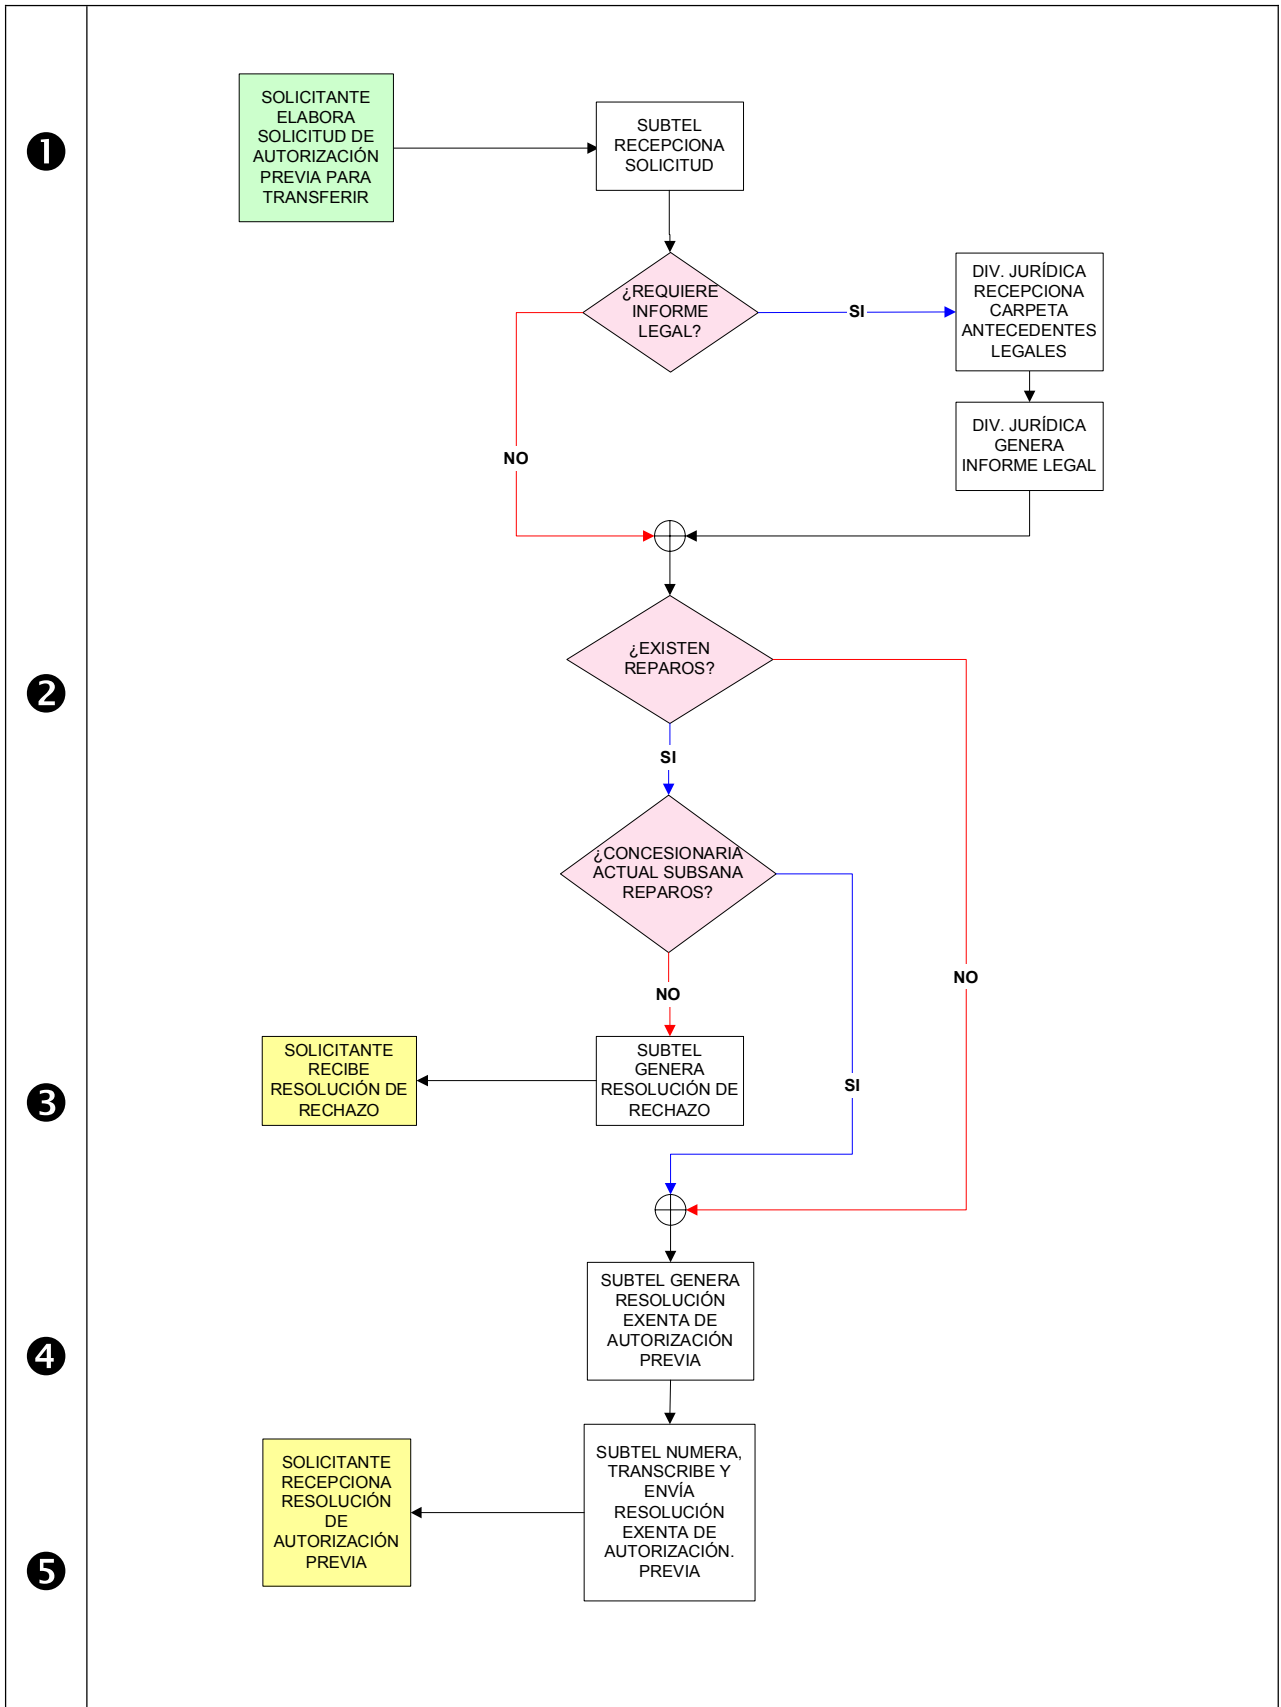 ❶
SOLICITANTE
ELABORA
SOLICITUD DE
AUTORIZACIÓN
PREVIA PARA
TRANSFERIR
SUBTEL
RECEPCIONA
SOLICITUD
¿REQUIERE
INFORME
LEGAL?
SI
DIV. JURÍDICA
RECEPCIONA
CARPETA
ANTECEDENTES
LEGALES
DIV. JURÍDICA
GENERA
INFORME LEGAL
NO
❷
¿EXISTEN
REPAROS?
SI
¿CONCESIONARIA
ACTUAL SUBSANA
REPAROS?
NO
NO
❸
SOLICITANTE
RECIBE
RESOLUCIÓN DE
RECHAZO
SUBTEL
GENERA
RESOLUCIÓN DE
RECHAZO
SI
❹
SUBTEL GENERA
RESOLUCIÓN
EXENTA DE
AUTORIZACIÓN
PREVIA
❺
SOLICITANTE
RECEPCIONA
RESOLUCIÓN
DE
AUTORIZACIÓN
PREVIA
SUBTEL NUMERA,
TRANSCRIBE Y
ENVÍA
RESOLUCIÓN
EXENTA DE
AUTORIZACIÓN.
PREVIA